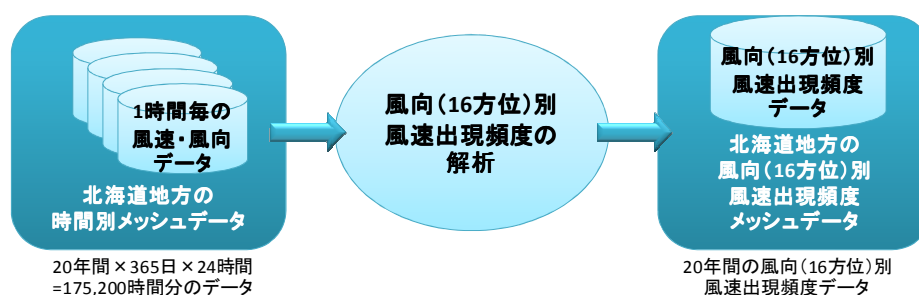 1時間毎の
風速・風向
データ
北海道地方の
時間別メッシュデータ
20年間×365日×24時間
=175,200時間分のデータ
風向(16方位)別
風速出現頻度の
解析
風向(16方位)別
風速出現頻度
データ
北海道地方の
風向(16方位)別
風速出現頻度
メッシュデータ
20年間の風向(16方位)別
風速出現頻度データ